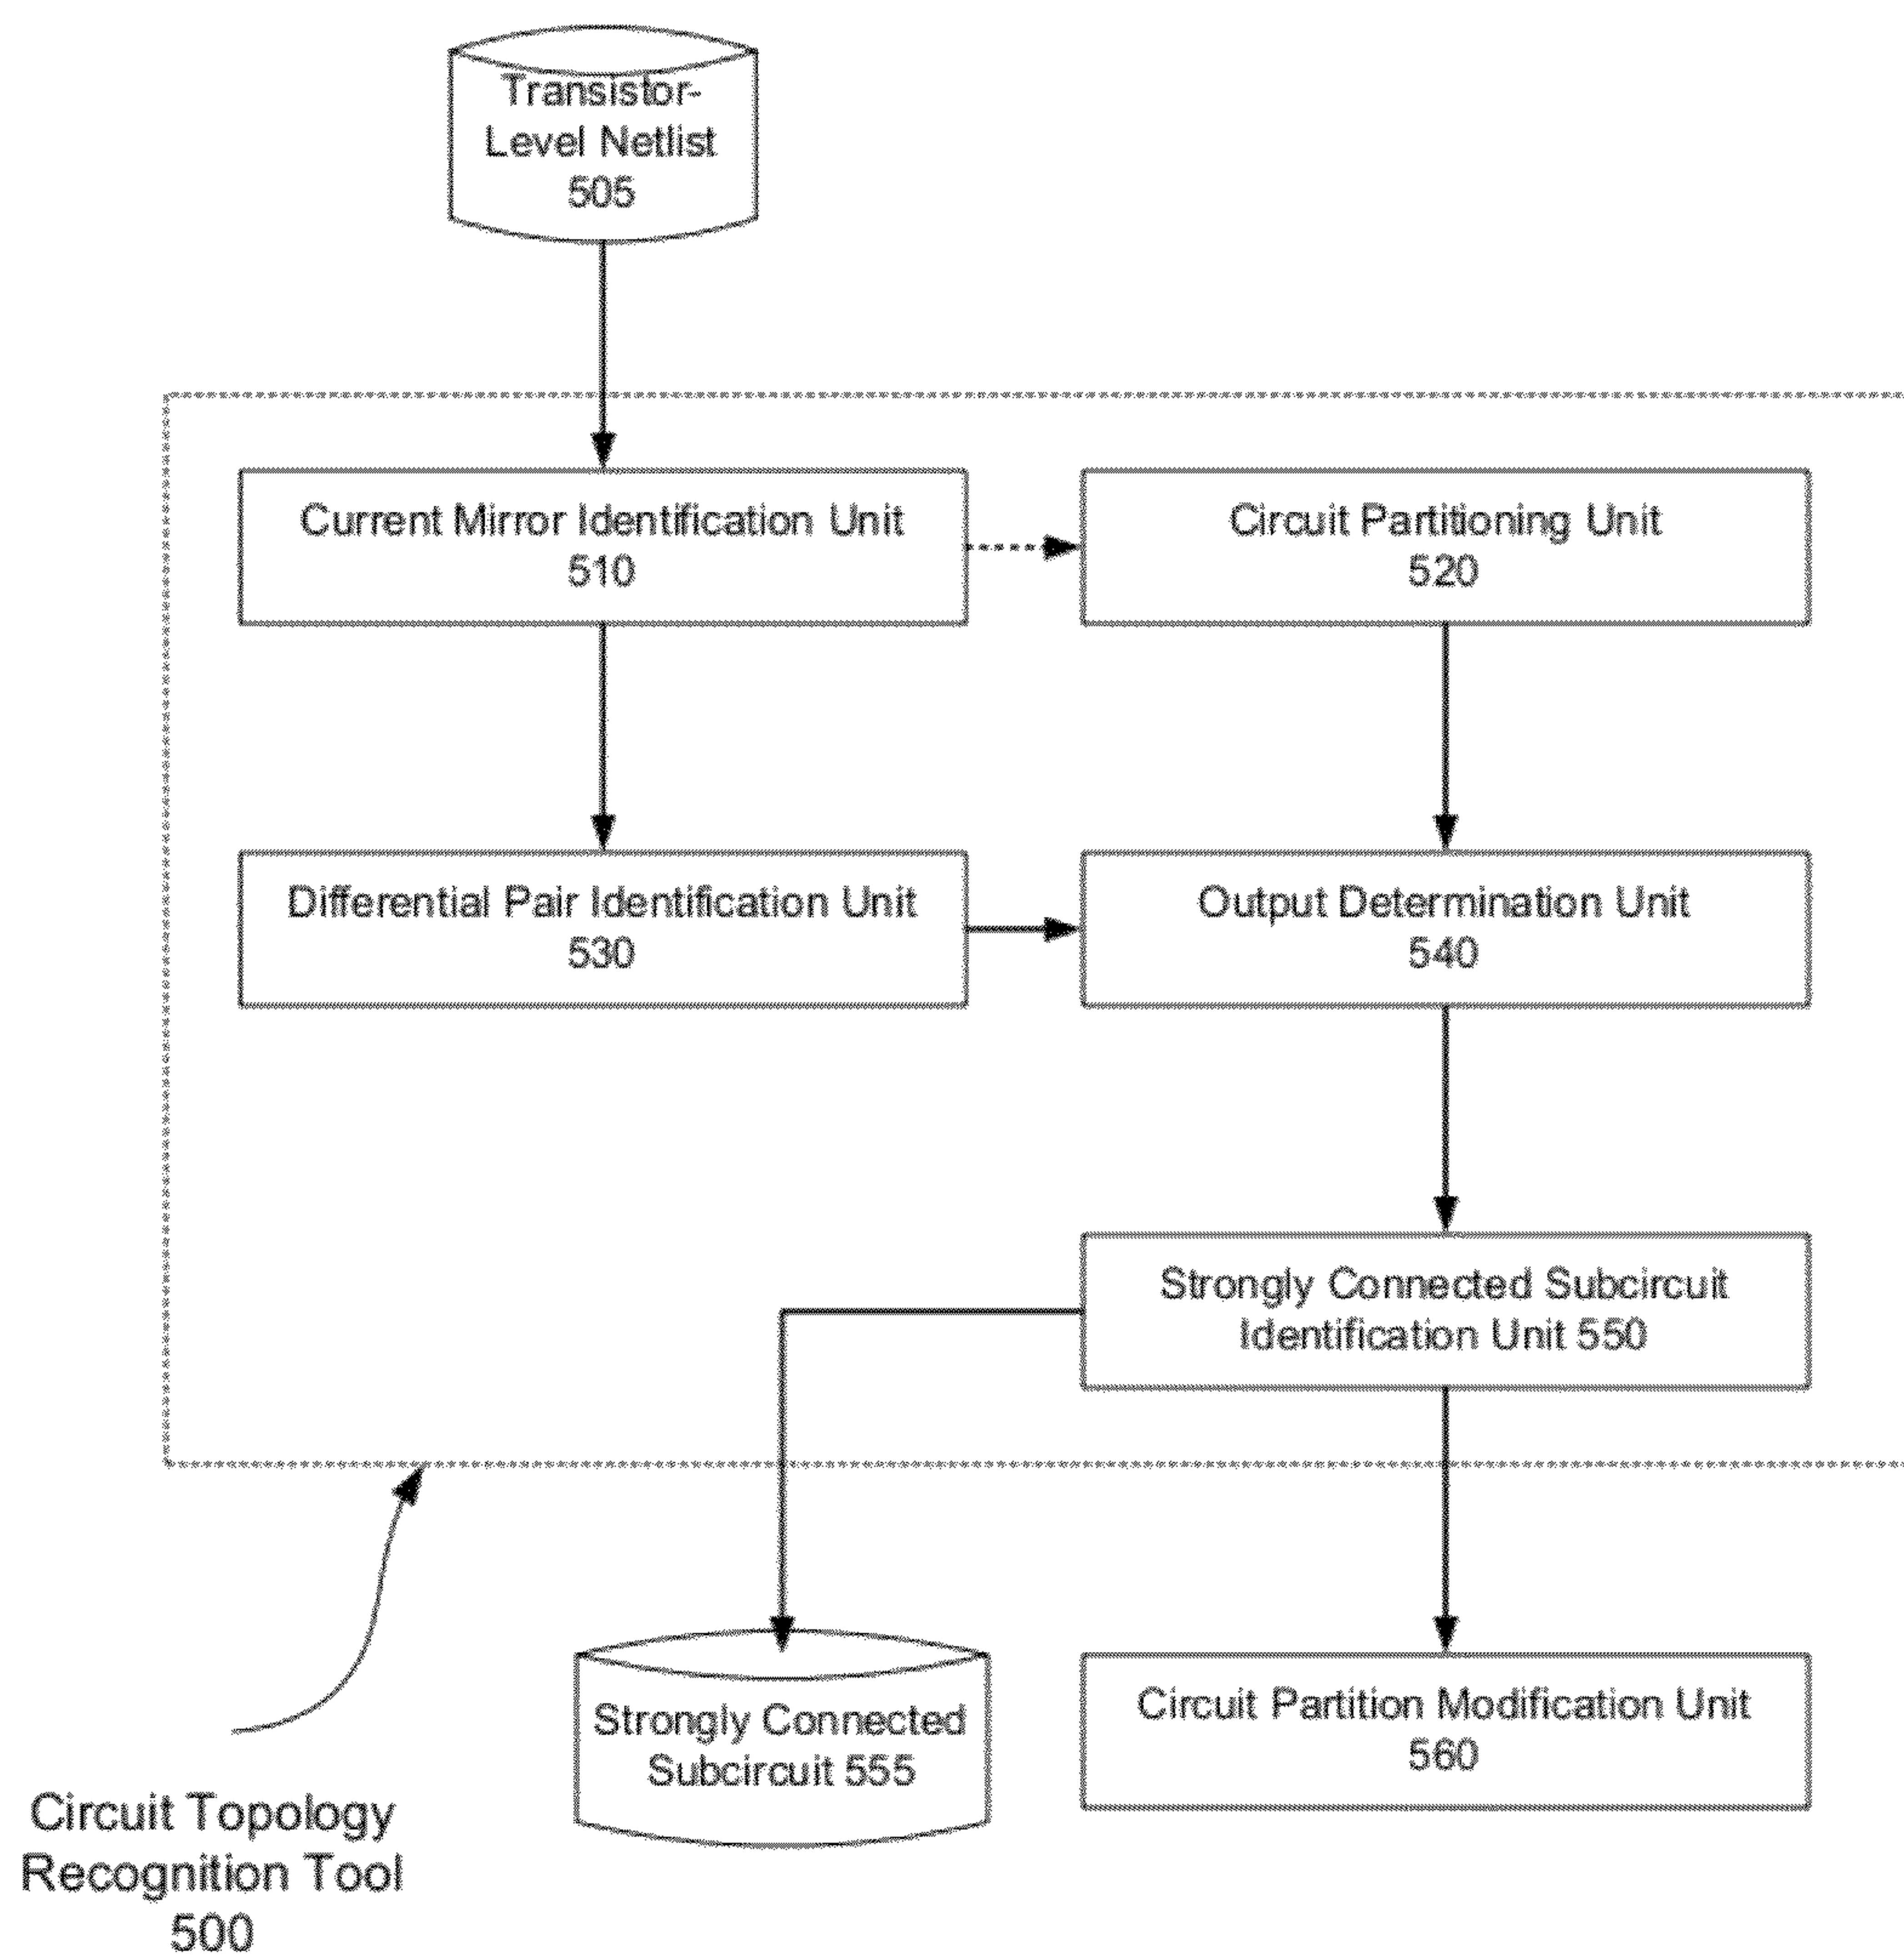 Transistor-
Level Netlist
505
Current Mirror Identification Unit
510
Circuit Partitioning Unit
520
Differential Pair Identification Unit
530
Output Determination Unit
540
Strongly Connected Subcircuit
Identification Unit 550
Strongly Connected
Subcircuit 555
Circuit Partition Modification Unit
560
Circuit Topology
Recognition Tool
500